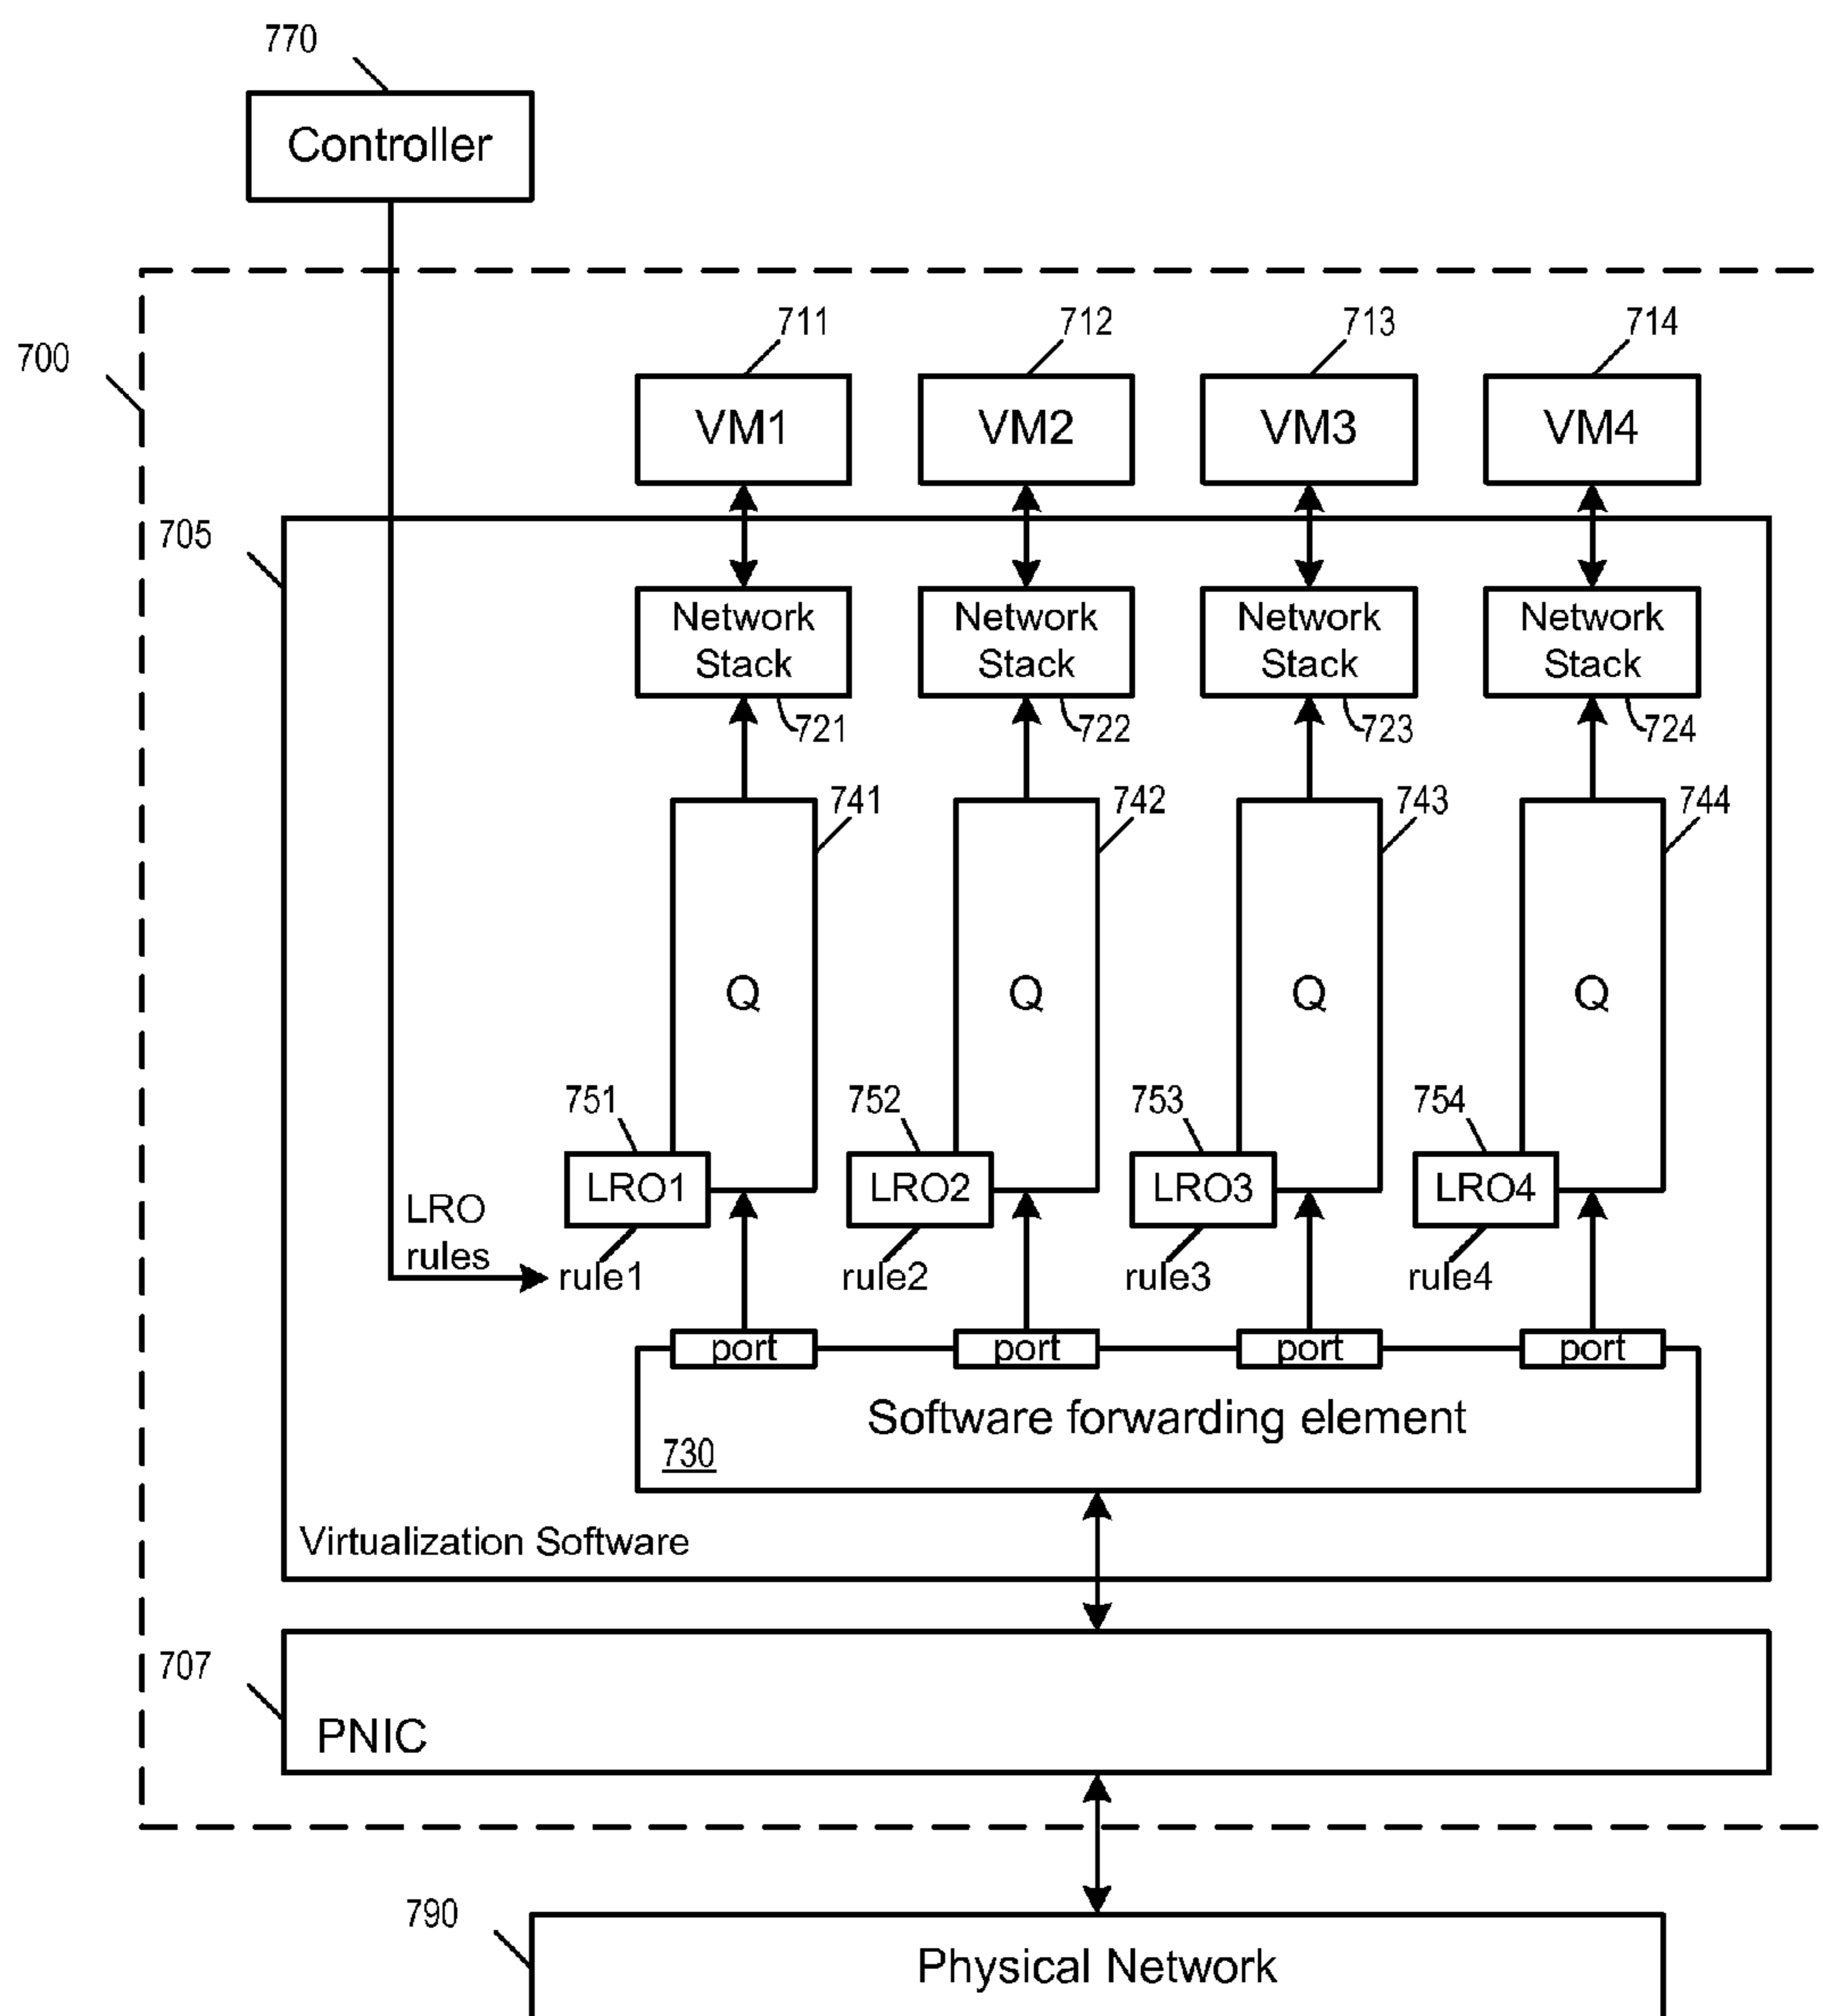 770
Controller
700
711
712
713
714
VM1
VM2
VM3
VM4
705
Network
Stack
Network
Stack
Network
Stack
Network
Stack
721
722
723
724
741
742
743
744
Q
Q
Q
Q
751
752
753
754
LRO1
LRO2
LRO3
LRO4
LRO
rules
rule1
rule2
rule3
rule4
port
port
port
port
Software forwarding element
730
Virtualization Software
707
PNIC
790
Physical Network